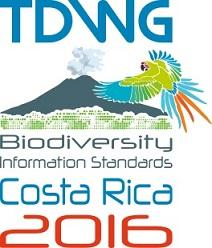 TDWG
Biodiversity
Information Standards
Costa Rica
2016